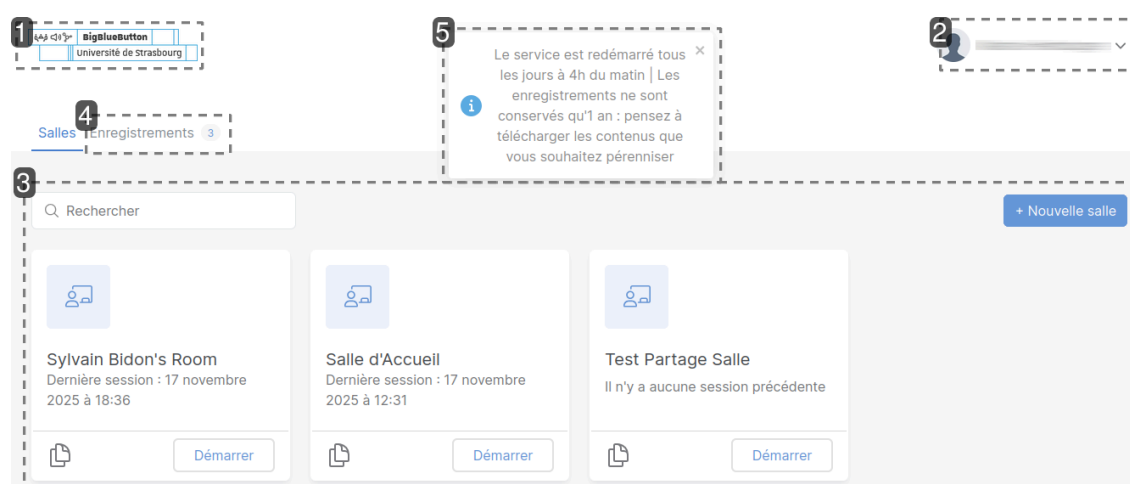 1
BigBlueButton
Université de Strasbourg
5
Le service est redémarré tous
les jours à 4h du matin | Les
enregistrements ne sont
conservés qu'1 an : pensez à
télécharger les contenus que
vous souhaitez pérenniser
2
4
Salles
Enregistrements 3
3
Rechercher
+ Nouvelle salle
Sylvain Bidon's Room
Dernière session : 17 novembre
2025 à 18:36
Démarrer
Salle d'Accueil
Dernière session : 17 novembre
2025 à 12:31
Démarrer
Test Partage Salle
Il n'y a aucune session précédente
Démarrer